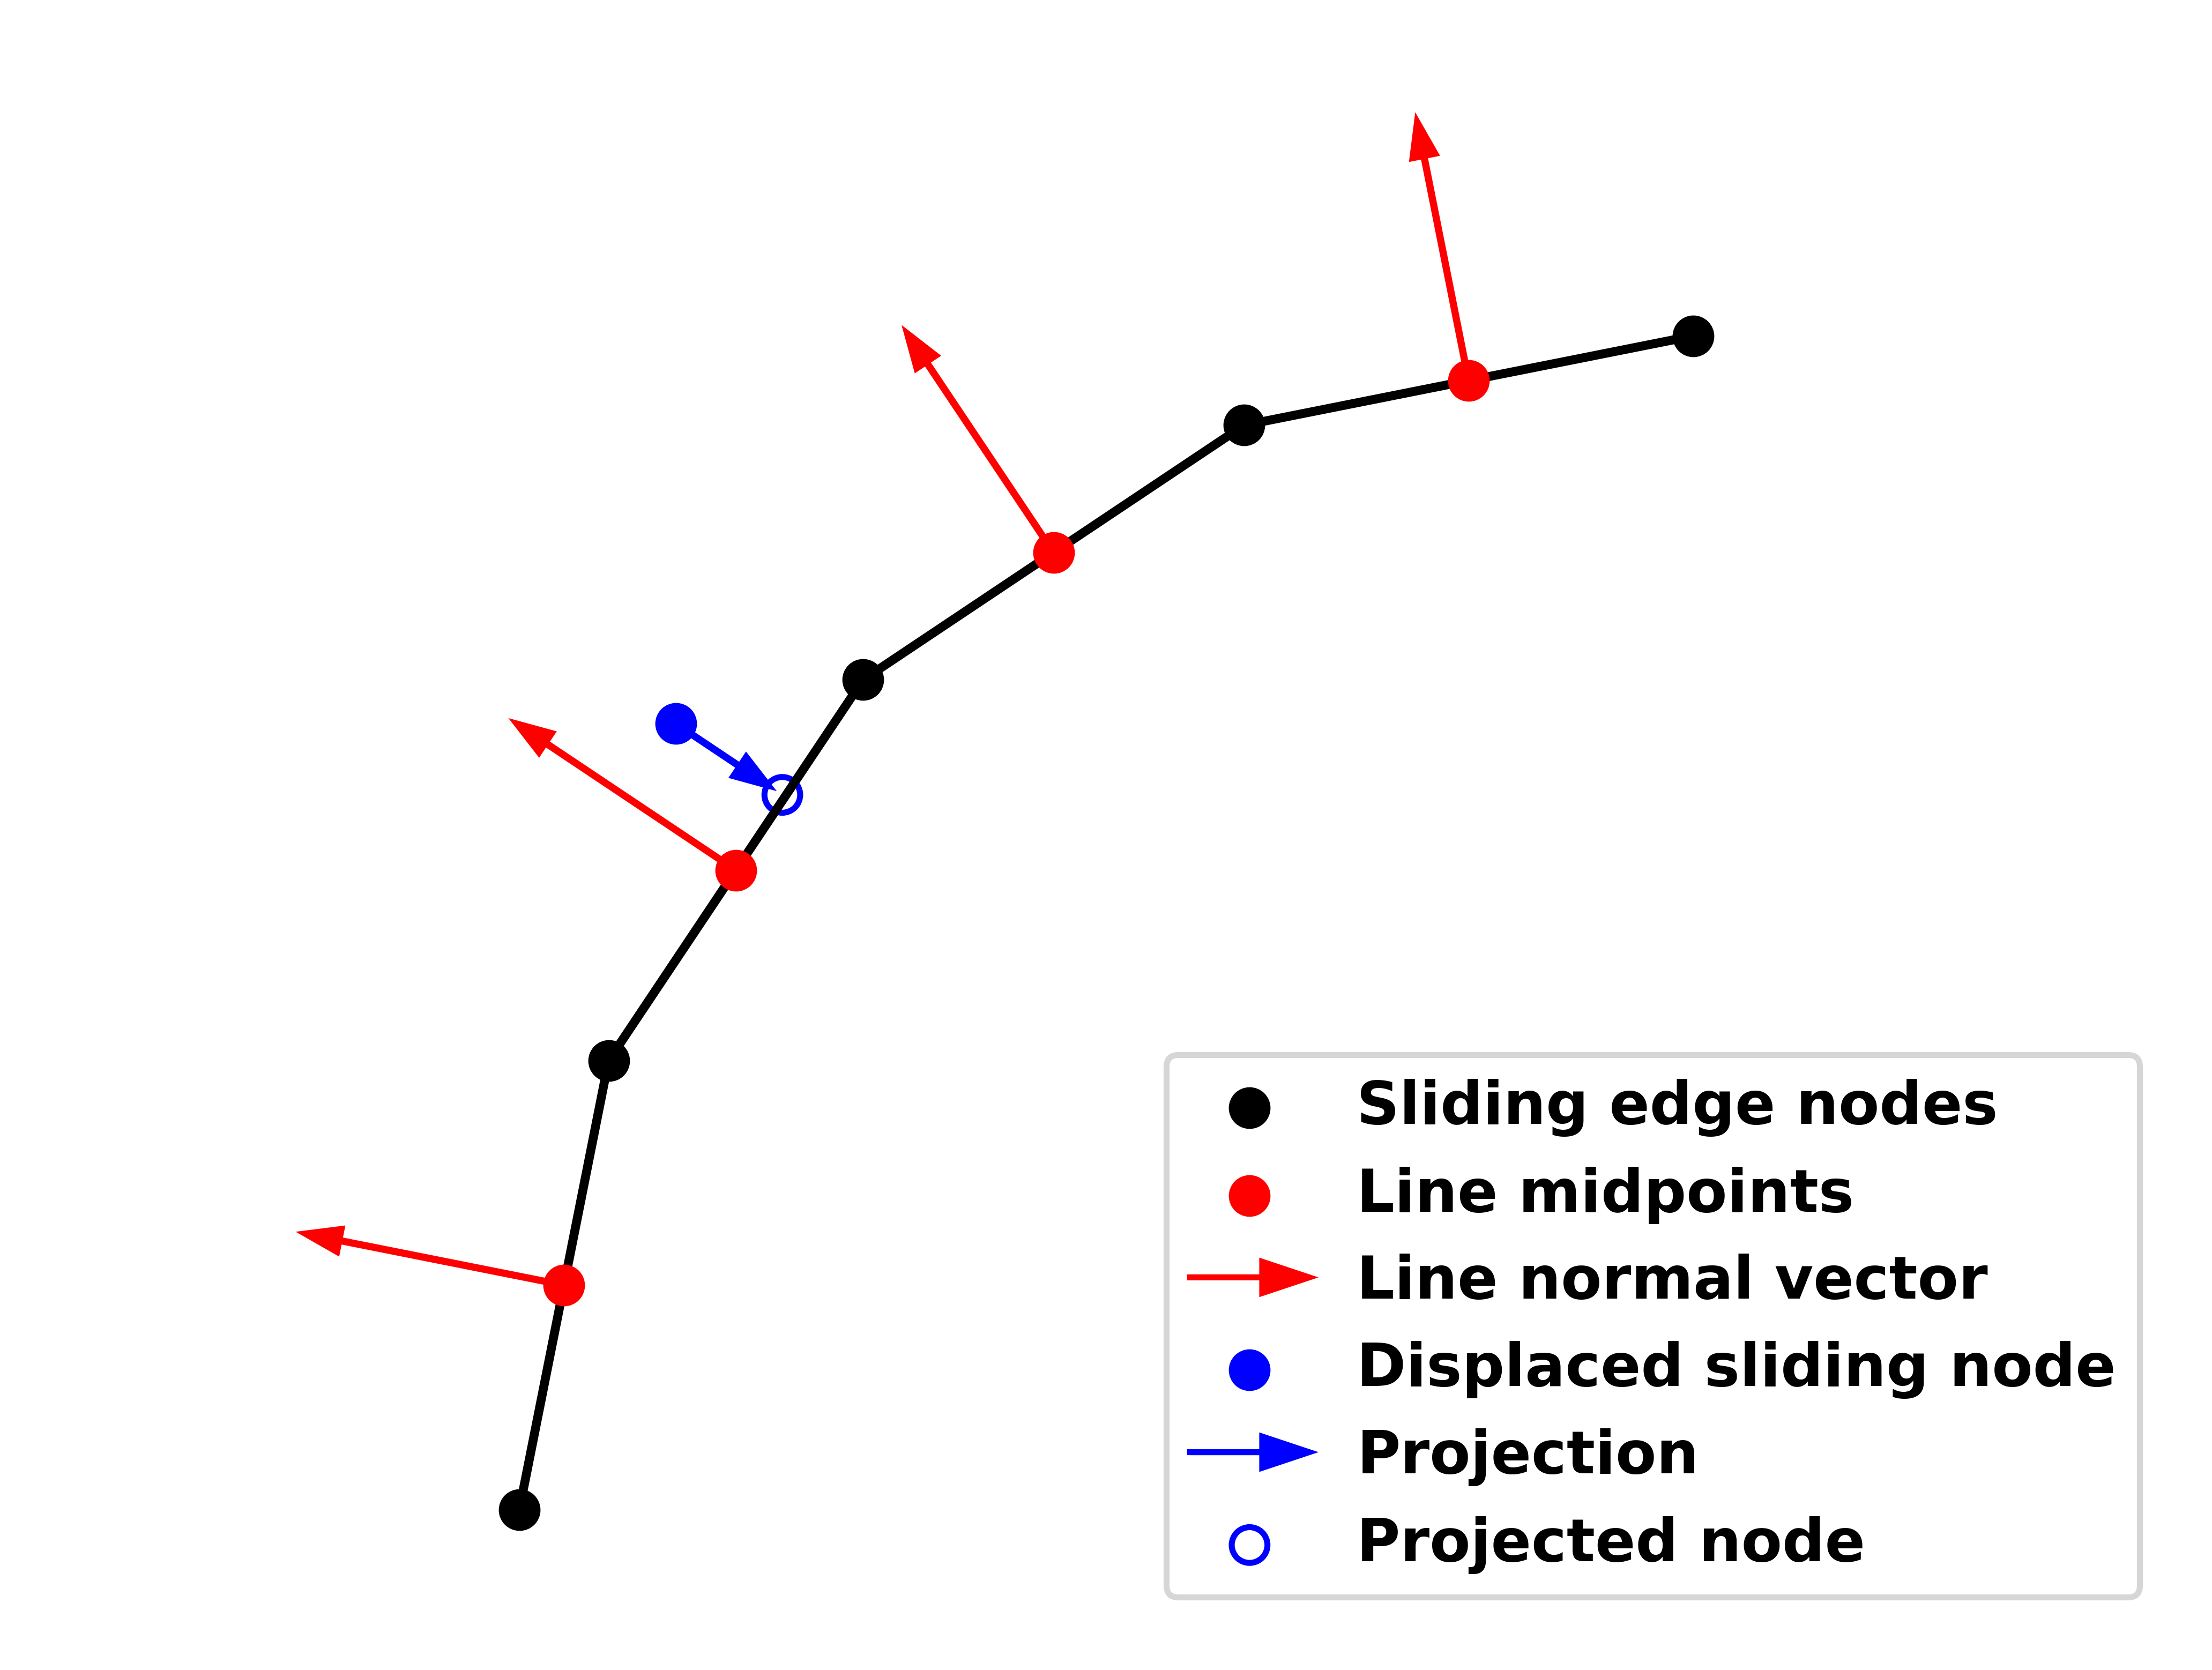 Sliding edge nodes
Line midpoints
Line normal vector
Displaced sliding node
Projection
Projected node